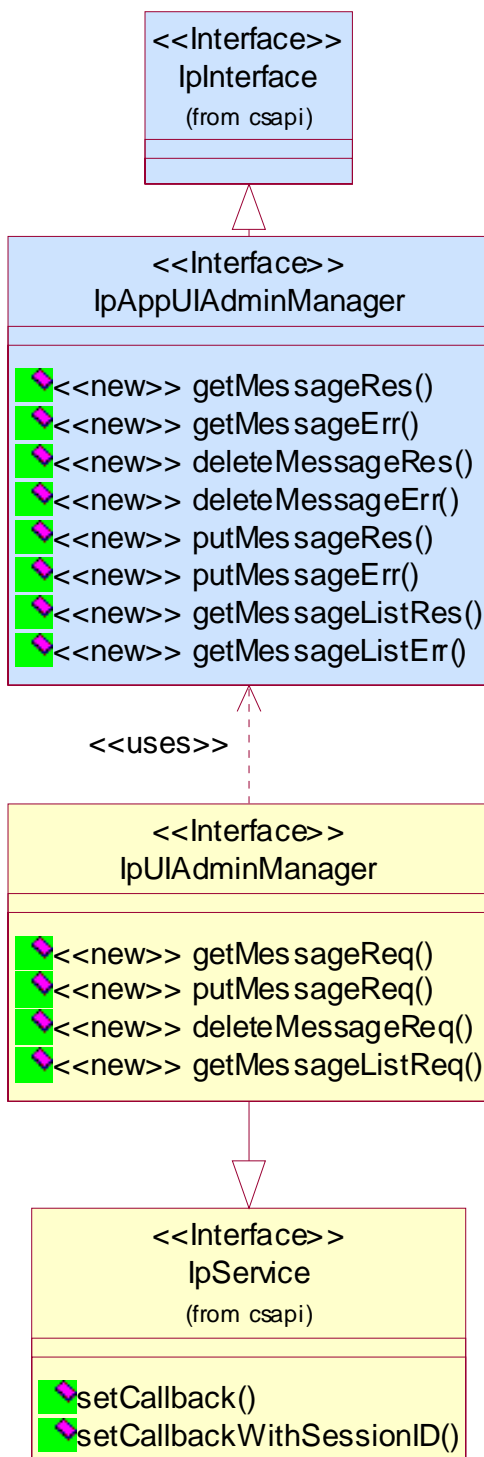 <<Interface>>
IpInterface
(from csapi)
<<Interface>>
IpAppUIAdminManager
<<new>> getMessageRes()
<<new>> getMessageErr()
<<new>> deleteMessageRes()
<<new>> deleteMessageErr()
<<new>> putMessageRes()
<<new>> putMessageErr()
<<new>> getMessageListRes()
<<new>> getMessageListErr()
<<uses>>
<<Interface>>
IpUIAdminManager
<<new>> getMessageReq()
<<new>> putMessageReq()
<<new>> deleteMessageReq()
<<new>> getMessageListReq()
<<Interface>>
IpService
(from csapi)
setCallback()
setCallbackWithSessionID()